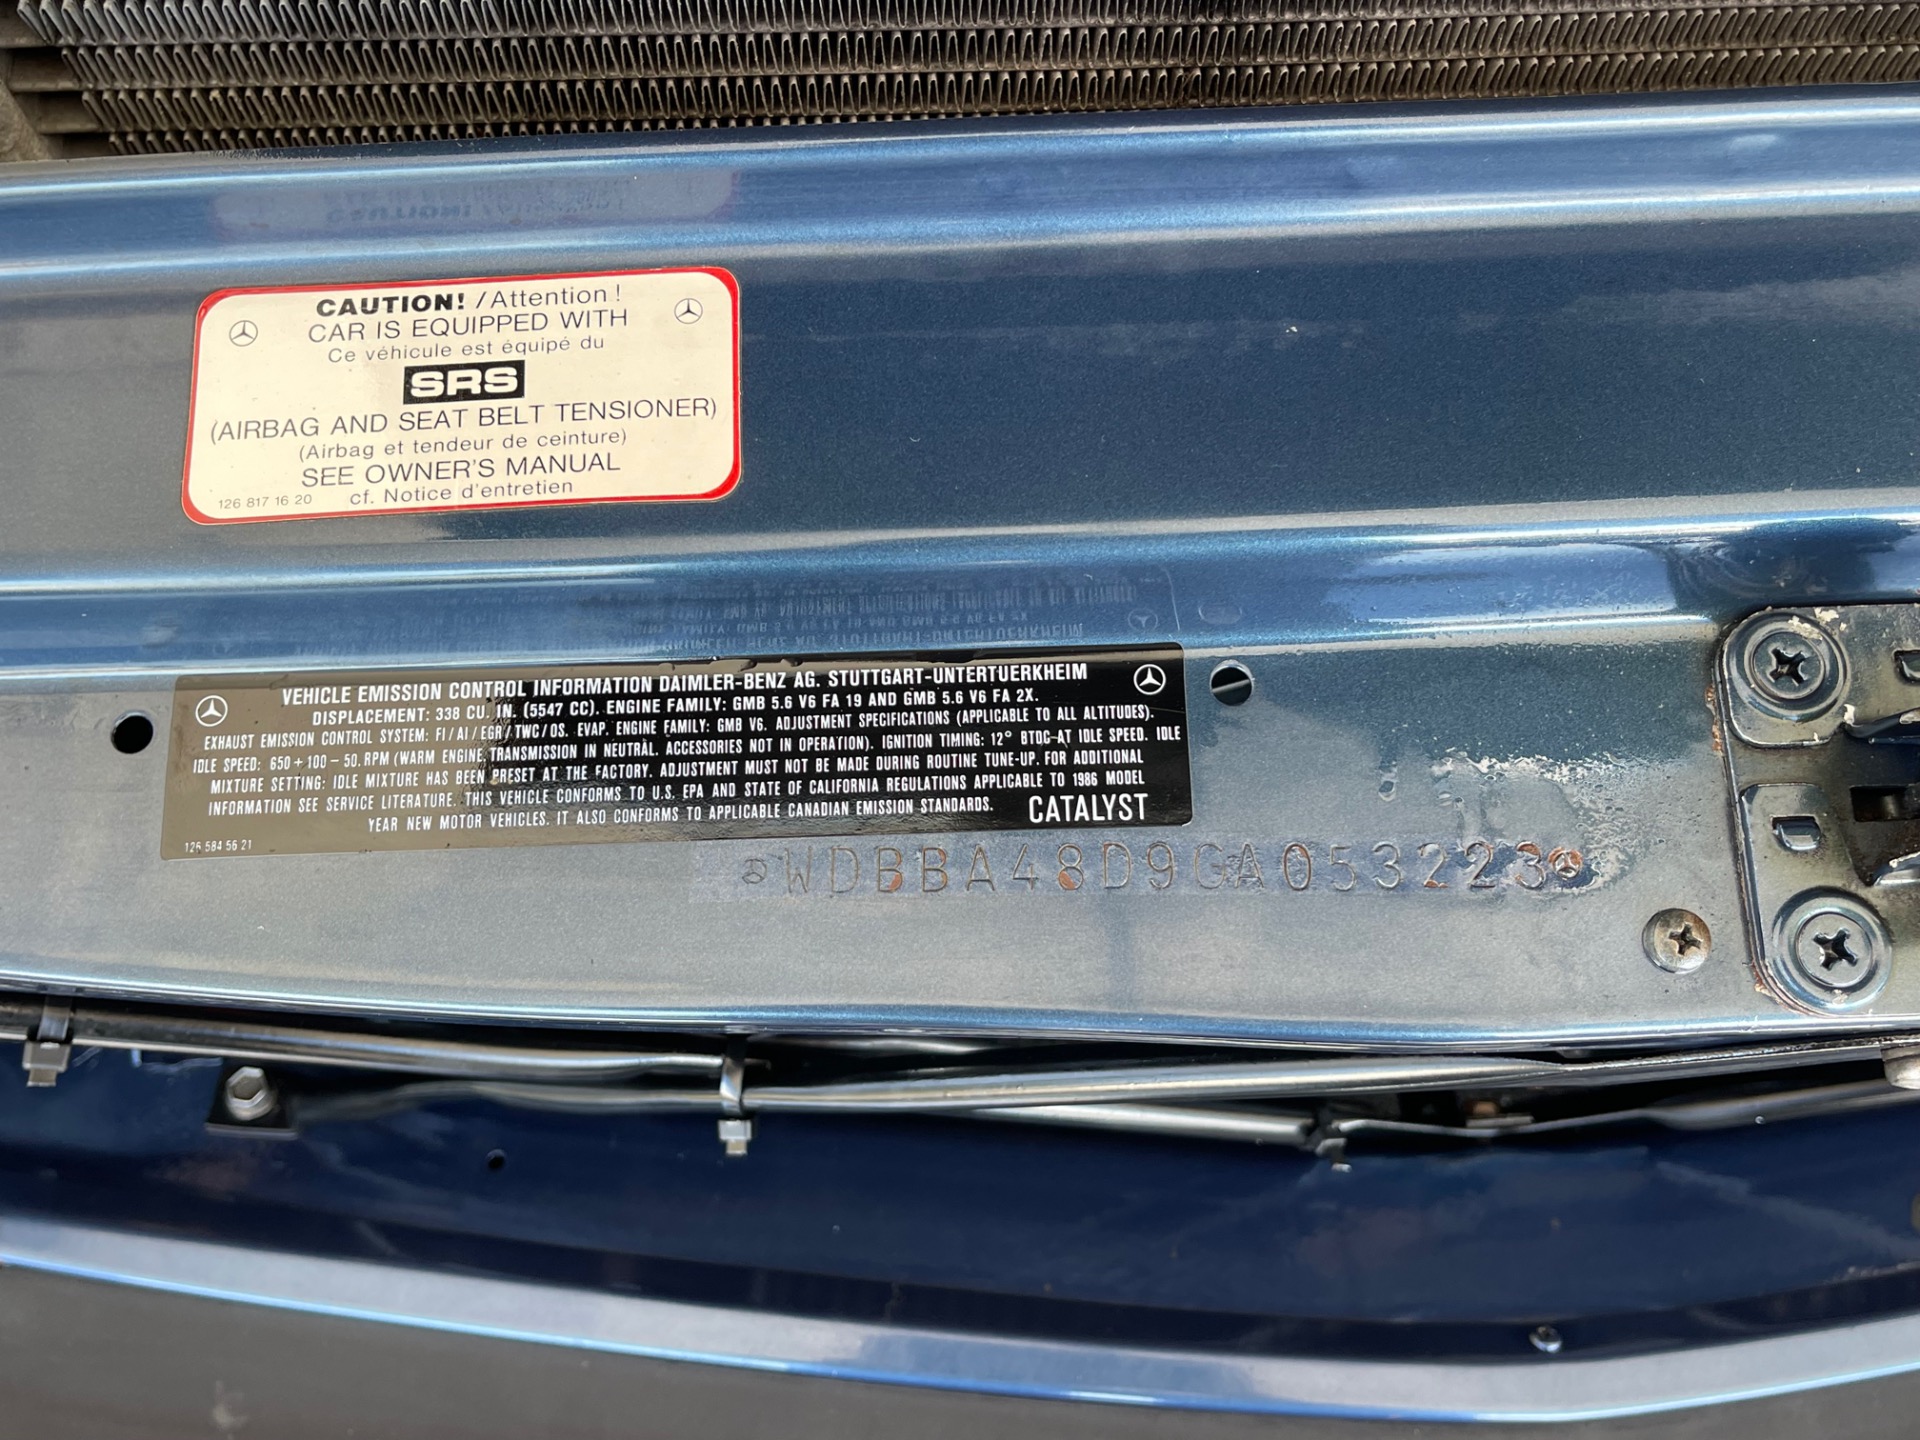 CAUTION! /Attention!
CAR IS EQUIPPED WITH
Ce véhicule est équipé du
SRS
(AIRBAG AND SEAT BELT TENSIONER)
(Airbag et tendeur de ceinture)
SEE OWNER'S MANUAL
126 817 16 20 cf. Notice d'entretien
VEHICLE EMISSION CONTROL INFORMATION DAIMLER-BENZ AG. STUTTGART-UNTERTUERKHEIM
DISPLACEMENT: 338 CU. IN. (5547 CC). ENGINE FAMILY: GMB 5.6 V6 FA 19 AND GMB 5.6 V6 FA 2X.
EXHAUST EMISSION CONTROL SYSTEM: FI/AI/EGR/TWC/OS. EVAP. ENGINE FAMILY: GMB V6. ADJUSTMENT SPECIFICATIONS (APPLICABLE TO ALL ALTITUDES).
IDLE SPEED: 650 + 100 – 50. RPM (WARM ENGINE, TRANSMISSION IN NEUTRAL. ACCESSORIES NOT IN OPERATION). IGNITION TIMING: 12° BTDC AT IDLE SPEED. IDLE
MIXTURE SETTING: IDLE MIXTURE HAS BEEN PRESET AT THE FACTORY. ADJUSTMENT MUST NOT BE MADE DURING ROUTINE TUNE-UP. FOR ADDITIONAL
INFORMATION SEE SERVICE LITERATURE. THIS VEHICLE CONFORMS TO U.S. EPA AND STATE OF CALIFORNIA REGULATIONS APPLICABLE TO 1986 MODEL
YEAR NEW MOTOR VEHICLES. IT ALSO CONFORMS TO APPLICABLE CANADIAN EMISSION STANDARDS. CATALYST
126 584 56 21
WDBBA48D9GA053223